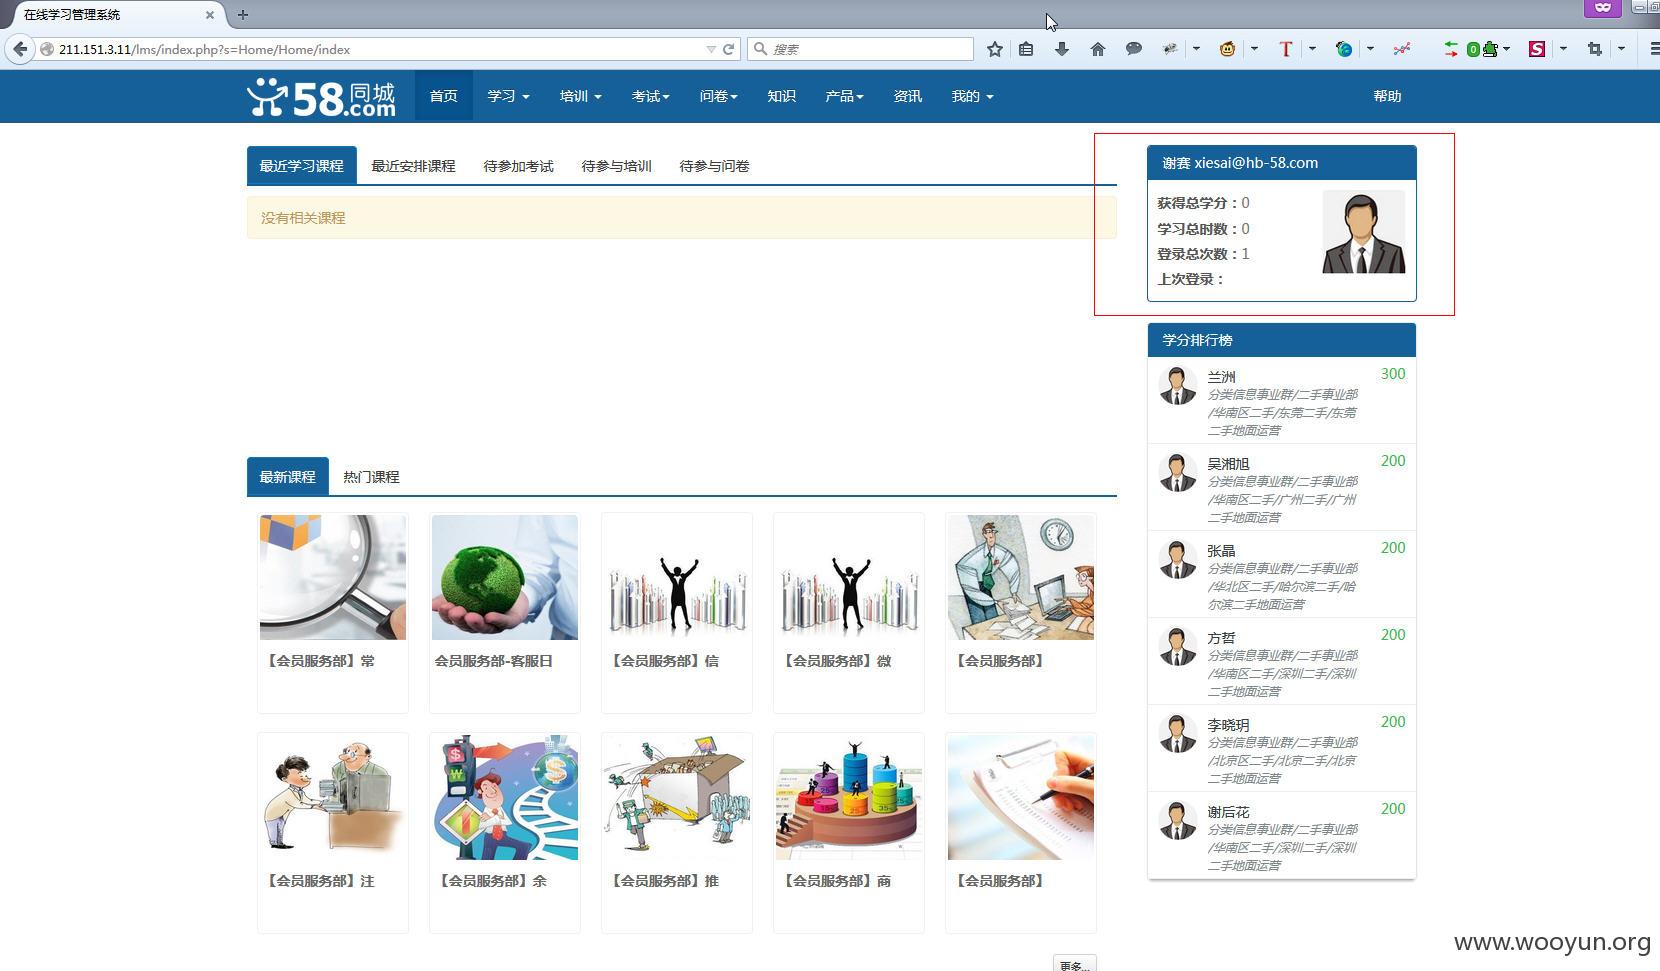 在线学习管理系统
211.151.3.11/lms/index.php?s=Home/Home/index
搜索
58同城
.com
首页 学习 培训 考试 问卷 知识 产品 资讯 我的 帮助
最近学习课程 最近安排课程 待参加考试 待参与培训 待参与问卷
没有相关课程
谢赛 xiesai@hb-58.com
获得总学分：0
学习总时数：0
登录总次数：1
上次登录：
学分排行榜
兰洲 300
分类信息事业群/二手事业部
/华南区二手/东莞二手/东莞
二手地面运营
吴湘旭 200
分类信息事业群/二手事业部
/华南区二手/广州二手/广州
二手地面运营
张晶 200
分类信息事业群/二手事业部
/华北区二手/哈尔滨二手/哈
尔滨二手地面运营
方哲 200
分类信息事业群/二手事业部
/华南区二手/深圳二手/深圳
二手地面运营
李晓玥 200
分类信息事业群/二手事业部
/北京区二手/北京二手/北京
二手地面运营
谢后花 200
分类信息事业群/二手事业部
/华南区二手/深圳二手/深圳
二手地面运营
最新课程 热门课程
【会员服务部】常
会员服务部-客服日
【会员服务部】信
【会员服务部】微
【会员服务部】
【会员服务部】注
【会员服务部】余
【会员服务部】推
【会员服务部】商
【会员服务部】
更多...
www.wooyun.org